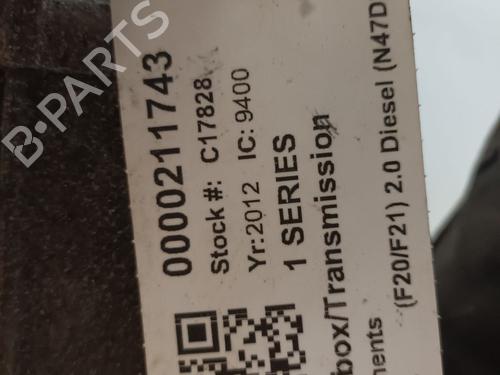 0000211743
Stock #: C17828
Yr:2012 IC: 9400
1 SERIES
box/Transmission
ments (F20/F21) 2.0 Diesel (N47D
B-PARTS